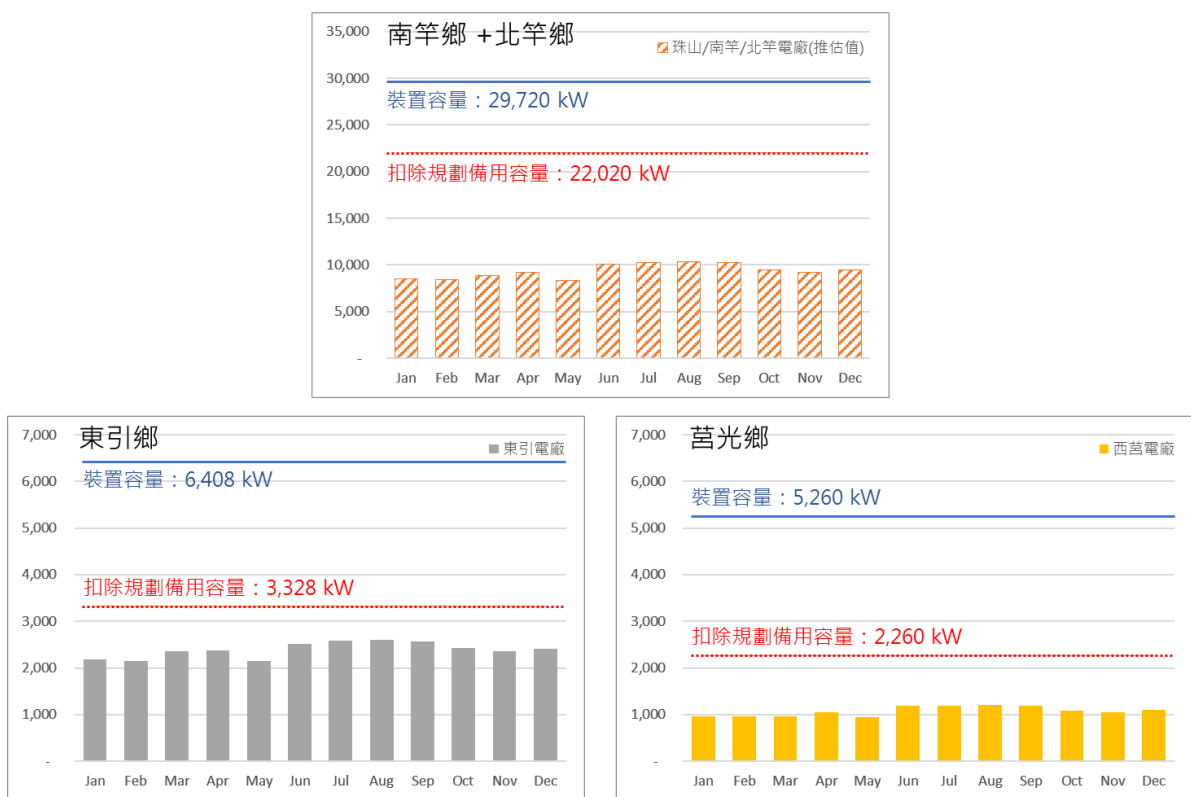 南竿鄉 +北竿鄉
珠山/南竿/北竿電廠(推估值)
35,000
30,000
25,000
20,000
15,000
10,000
5,000
-
裝置容量：29,720 kW
扣除規劃備用容量：22,020 kW
Jan Feb Mar Apr May Jun Jul Aug Sep Oct Nov Dec
東引鄉
東引電廠
7,000
6,000
5,000
4,000
3,000
2,000
1,000
-
裝置容量：6,408 kW
扣除規劃備用容量：3,328 kW
Jan Feb Mar Apr May Jun Jul Aug Sep Oct Nov Dec
莒光鄉
西莒電廠
7,000
6,000
5,000
4,000
3,000
2,000
1,000
-
裝置容量：5,260 kW
扣除規劃備用容量：2,260 kW
Jan Feb Mar Apr May Jun Jul Aug Sep Oct Nov Dec